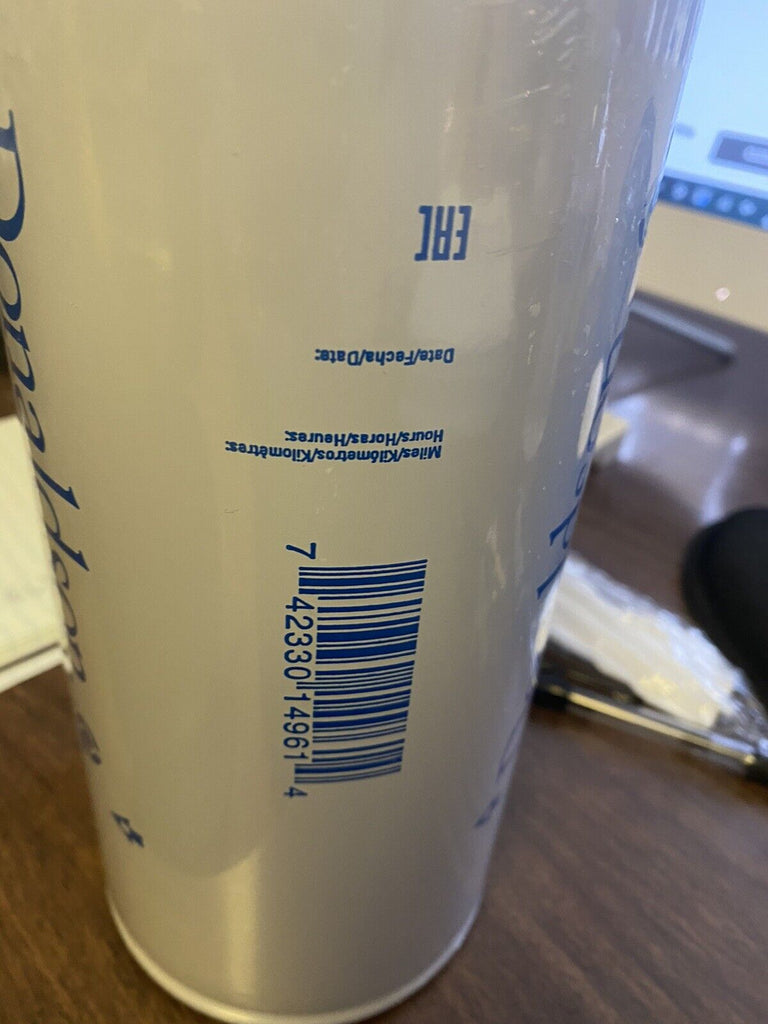 Donaldson®
7 42330 14961 4
Miles/Kilómetros/Kilomètres:
Hours/Horas/Heures:
Date/Fecha/Date:
EAC